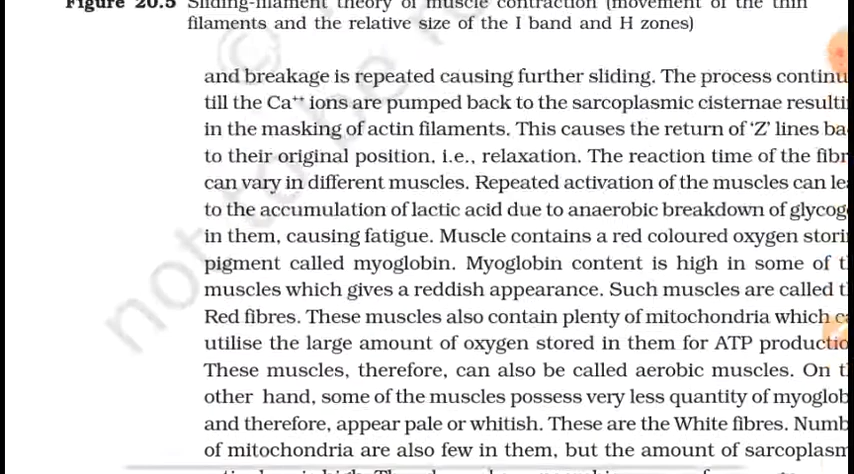 Figure 20.5 Sliding-filament theory of muscle contraction (movement of the thin
filaments and the relative size of the I band and H zones)
and breakage is repeated causing further sliding. The process continu
till the Ca⁺⁺ ions are pumped back to the sarcoplasmic cisternae resulti
in the masking of actin filaments. This causes the return of ‘Z’ lines ba
to their original position, i.e., relaxation. The reaction time of the fibr
can vary in different muscles. Repeated activation of the muscles can le
to the accumulation of lactic acid due to anaerobic breakdown of glycog
in them, causing fatigue. Muscle contains a red coloured oxygen stori
pigment called myoglobin. Myoglobin content is high in some of t
muscles which gives a reddish appearance. Such muscles are called t
Red fibres. These muscles also contain plenty of mitochondria which c
utilise the large amount of oxygen stored in them for ATP productio
These muscles, therefore, can also be called aerobic muscles. On t
other hand, some of the muscles possess very less quantity of myoglob
and therefore, appear pale or whitish. These are the White fibres. Numb
of mitochondria are also few in them, but the amount of sarcoplasm
not to be re